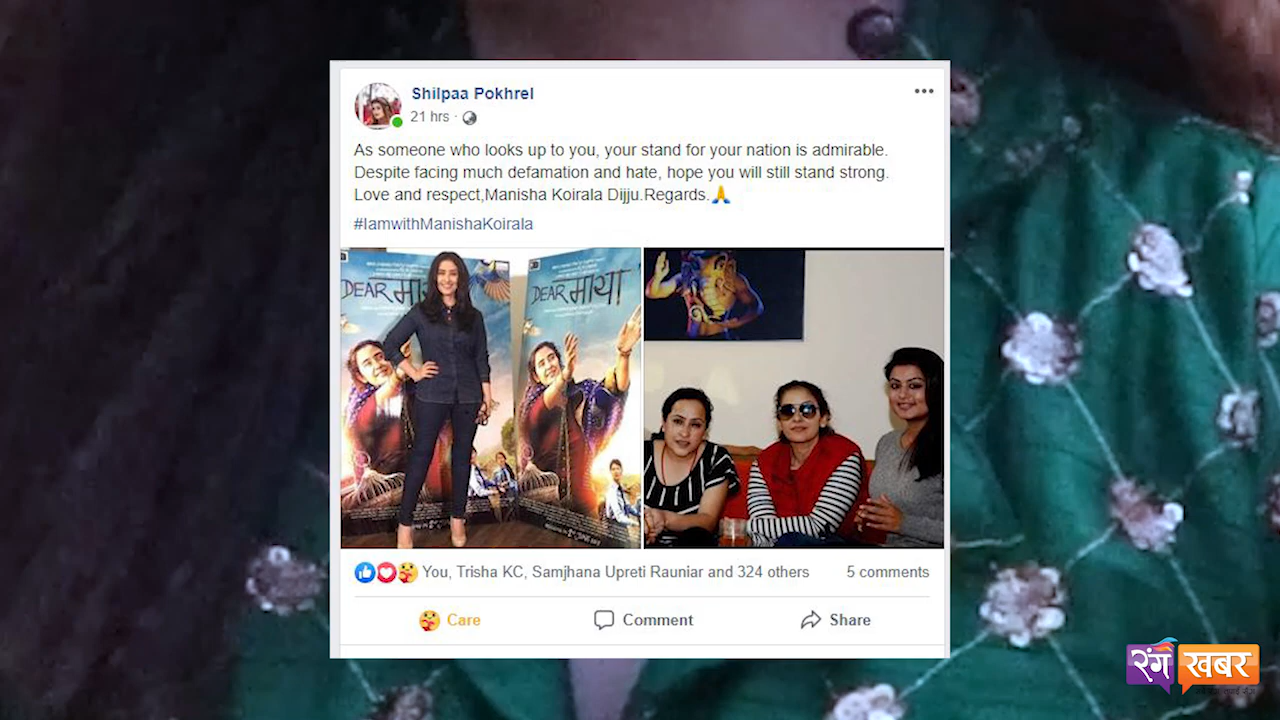 Shilpaa Pokhrel
21 hrs ·
As someone who looks up to you, your stand for your nation is admirable.
Despite facing much defamation and hate, hope you will still stand strong.
Love and respect,Manisha Koirala Dijju.Regards.🙏
#IamwithManishaKoirala
DEAR
DEAR माया
You, Trisha KC, Samjhana Upreti Rauniar and 324 others
5 comments
Care
Comment
Share
रंग खबर